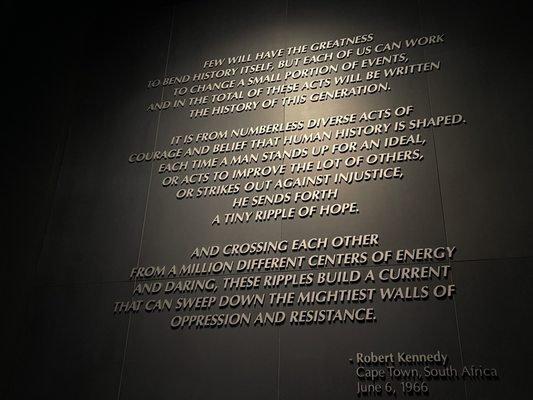 FEW WILL HAVE THE GREATNESS
TO BEND HISTORY ITSELF, BUT EACH OF US CAN WORK
TO CHANGE A SMALL PORTION OF EVENTS,
AND IN THE TOTAL OF THESE ACTS WILL BE WRITTEN
THE HISTORY OF THIS GENERATION.
IT IS FROM NUMBERLESS DIVERSE ACTS OF
COURAGE AND BELIEF THAT HUMAN HISTORY IS SHAPED.
EACH TIME A MAN STANDS UP FOR AN IDEAL,
OR ACTS TO IMPROVE THE LOT OF OTHERS,
OR STRIKES OUT AGAINST INJUSTICE,
HE SENDS FORTH
A TINY RIPPLE OF HOPE.
AND CROSSING EACH OTHER
FROM A MILLION DIFFERENT CENTERS OF ENERGY
AND DARING, THESE RIPPLES BUILD A CURRENT
THAT CAN SWEEP DOWN THE MIGHTIEST WALLS OF
OPPRESSION AND RESISTANCE.
- Robert Kennedy
Cape Town, South Africa
June 6, 1966